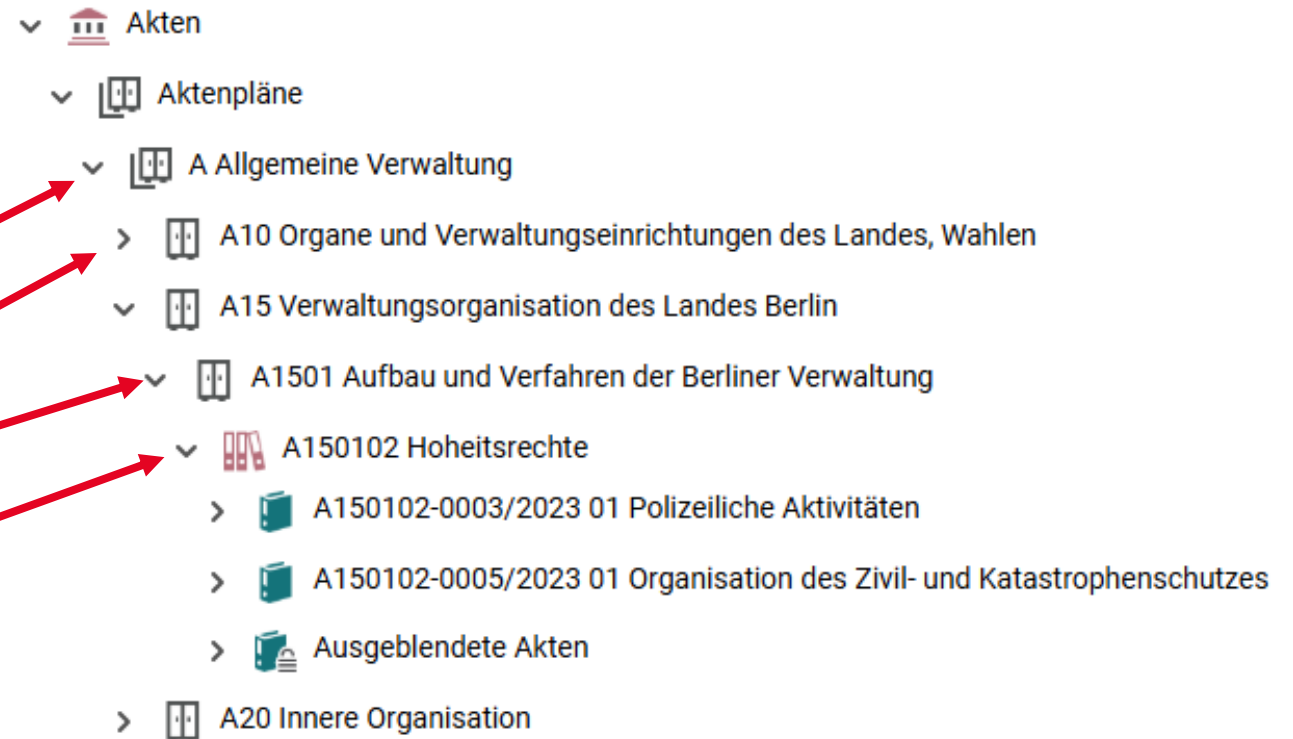 Akten
Aktenpläne
A Allgemeine Verwaltung
A10 Organe und Verwaltungseinrichtungen des Landes, Wahlen
A15 Verwaltungsorganisation des Landes Berlin
A1501 Aufbau und Verfahren der Berliner Verwaltung
A150102 Hoheitsrechte
A150102-0003/2023 01 Polizeiliche Aktivitäten
A150102-0005/2023 01 Organisation des Zivil- und Katastrophenschutzes
Ausgeblendete Akten
A20 Innere Organisation